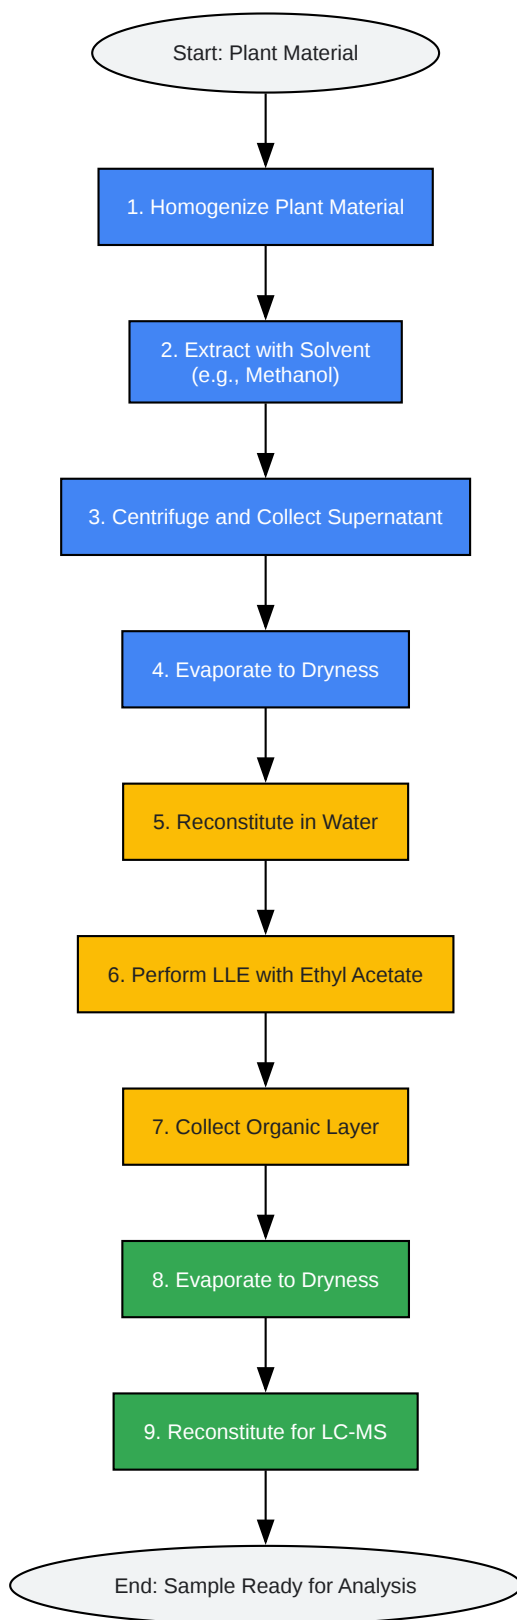 Start: Plant Material
1. Homogenize Plant Material
2. Extract with Solvent
(e.g., Methanol)
3. Centrifuge and Collect Supernatant
4. Evaporate to Dryness
5. Reconstitute in Water
6. Perform LLE with Ethyl Acetate
7. Collect Organic Layer
8. Evaporate to Dryness
9. Reconstitute for LC-MS
End: Sample Ready for Analysis